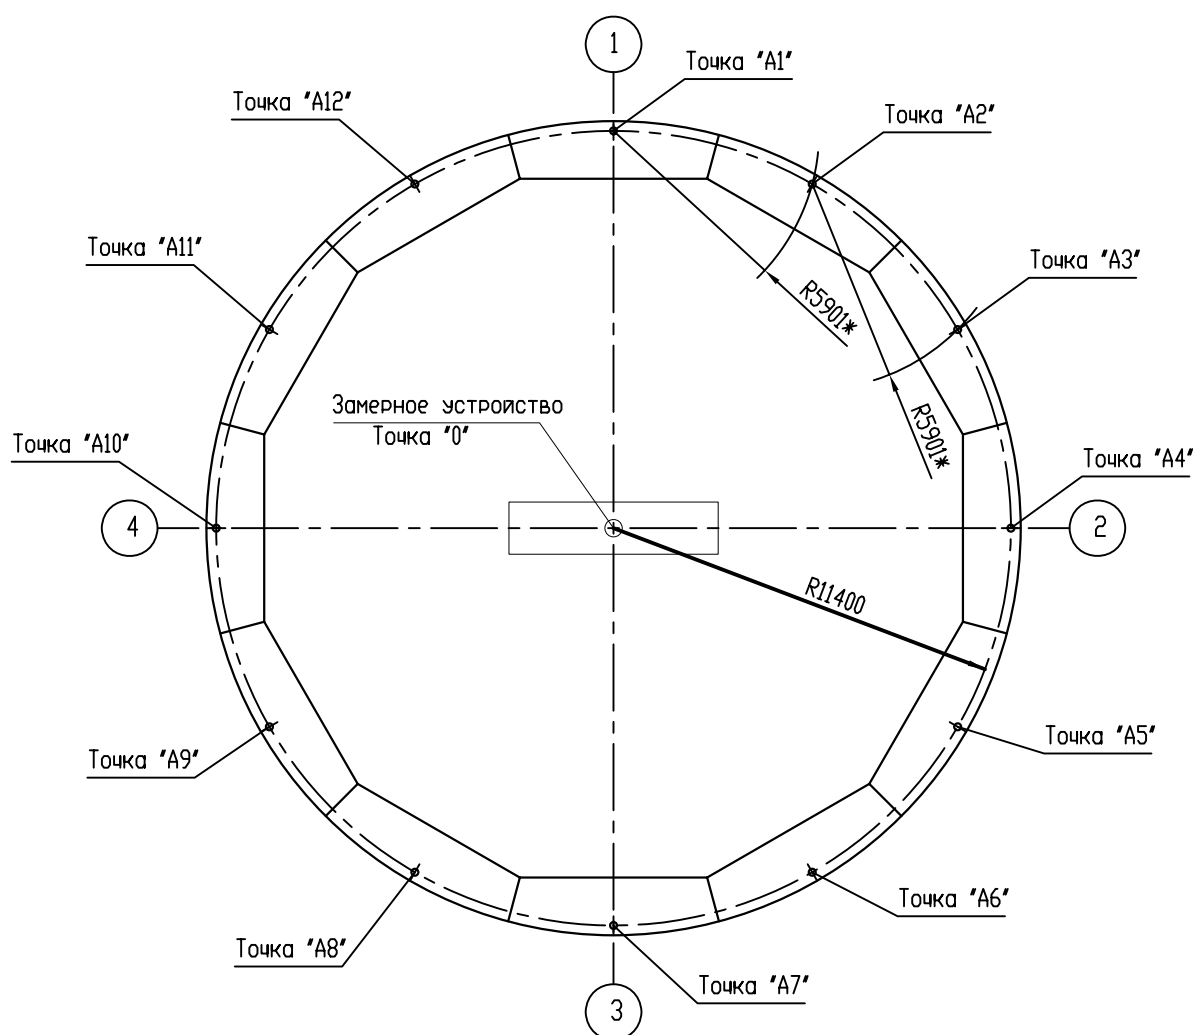 1
Точка "А1"
Точка "А12"
Точка "А2"
Точка "А11"
Точка "А3"
R5901*
Замерное устройство
Точка "0"
R5901*
Точка "А10"
Точка "А4"
4
2
R11400
Точка "А9"
Точка "А5"
Точка "А6"
Точка "А8"
Точка "А7"
3